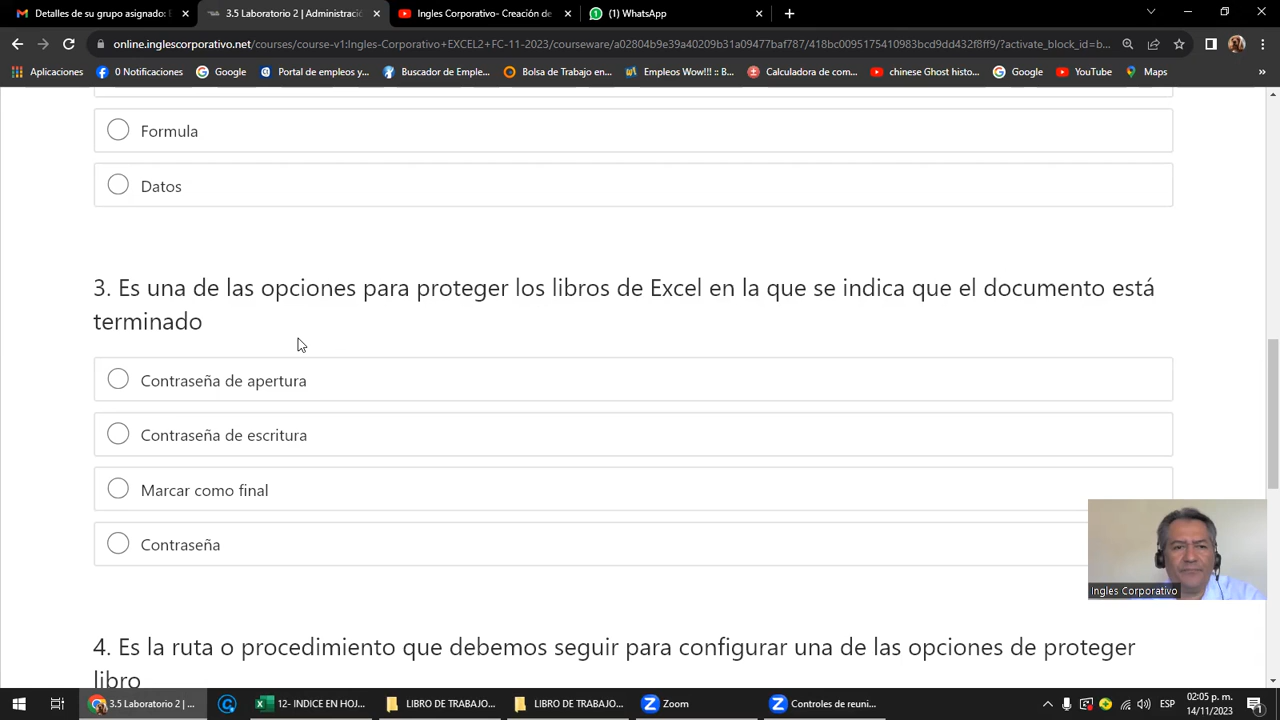 Detalles de su grupo asignado: E
3.5 Laboratorio 2 | Administració
Ingles Corporativo- Creación de
(1) WhatsApp
online.inglescorporativo.net/courses/course-v1:Ingles-Corporativo+EXCEL2+FC-11-2023/courseware/a02804b9e39a40209b31a09477baf787/418bc0095175410983bcd9dd432f8ff9/?activate_block_id=b...
Aplicaciones
0 Notificaciones
Google
Portal de empleos y...
Buscador de Emple...
Bolsa de Trabajo en...
Empleos Wow!!! :: B...
Calculadora de com...
chinese Ghost histo...
Google
YouTube
Maps
»
Formula
Datos
3. Es una de las opciones para proteger los libros de Excel en la que se indica que el documento está
terminado
Contraseña de apertura
Contraseña de escritura
Marcar como final
Contraseña
Ingles Corporativo
4. Es la ruta o procedimiento que debemos seguir para configurar una de las opciones de proteger
libro
3.5 Laboratorio 2 | ...
12- INDICE EN HOJ...
LIBRO DE TRABAJO...
LIBRO DE TRABAJO...
Zoom
Controles de reuni...
ESP
02:05 p. m.
14/11/2023